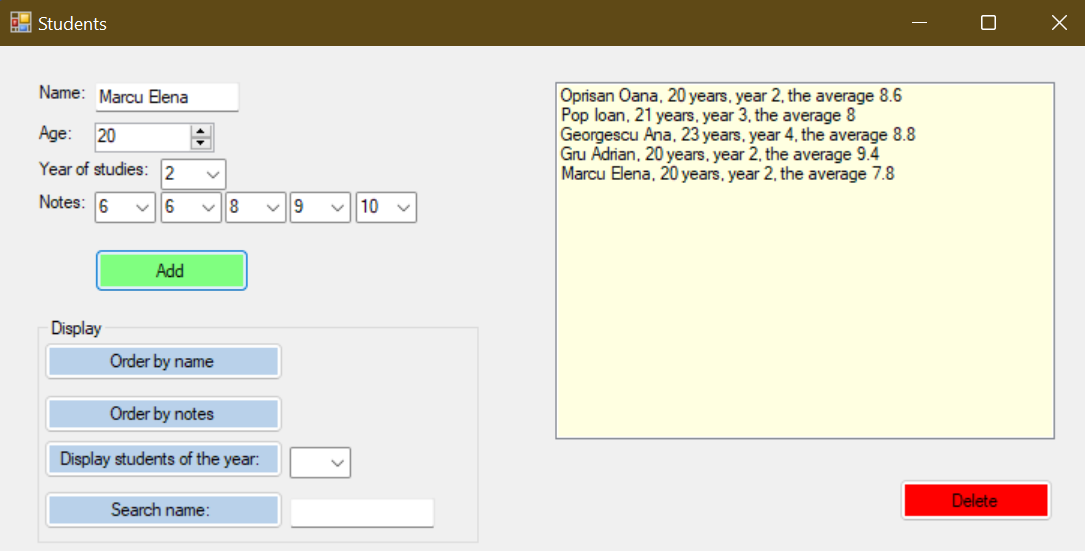 Students
Name: Marcu Elena
Age: 20
Year of studies: 2
Notes: 6 6 8 9 10
Add
Display
Order by name
Order by notes
Display students of the year:
Search name:
Oprisan Oana, 20 years, year 2, the average 8.6
Pop Ioan, 21 years, year 3, the average 8
Georgescu Ana, 23 years, year 4, the average 8.8
Gru Adrian, 20 years, year 2, the average 9.4
Marcu Elena, 20 years, year 2, the average 7.8
Delete